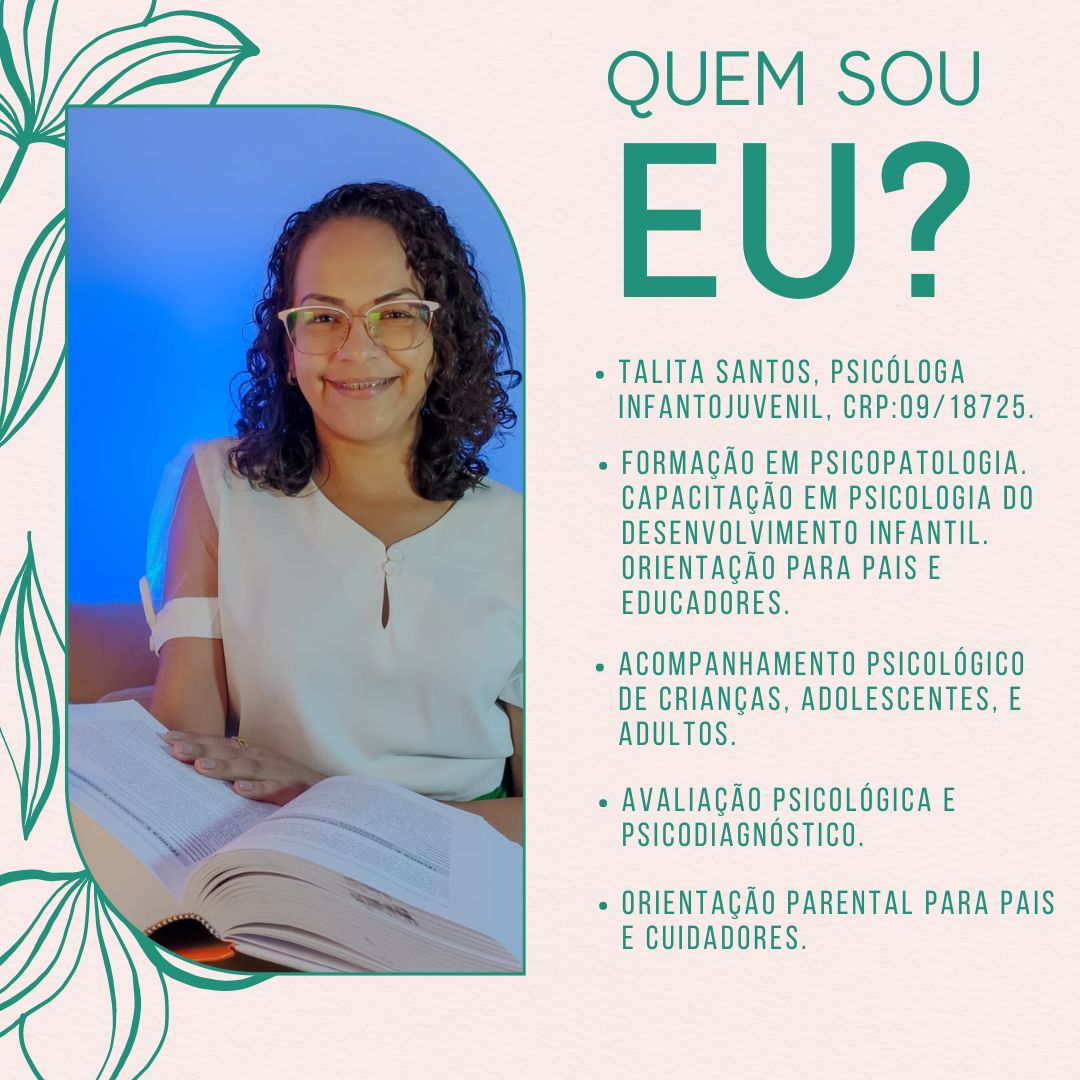 QUEM SOU
EU?
• TALITA SANTOS, PSICÓLOGA
INFANTOJUVENIL, CRP:09/18725.
• FORMAÇÃO EM PSICOPATOLOGIA.
CAPACITAÇÃO EM PSICOLOGIA DO
DESENVOLVIMENTO INFANTIL.
ORIENTAÇÃO PARA PAIS E
EDUCADORES.
• ACOMPANHAMENTO PSICOLÓGICO
DE CRIANÇAS, ADOLESCENTES, E
ADULTOS.
• AVALIAÇÃO PSICOLÓGICA E
PSICODIAGNÓSTICO.
• ORIENTAÇÃO PARENTAL PARA PAIS
E CUIDADORES.